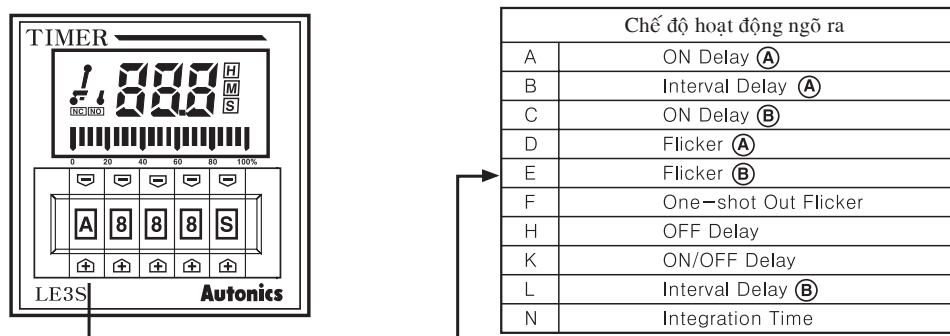 TIMER
88.8
H
M
S
NC NO
0 20 40 60 80 100%
A 8 8 8 S
LE3S Autonics
Chế độ hoạt động ngõ ra
A ON Delay Ⓐ
B Interval Delay Ⓐ
C ON Delay Ⓑ
D Flicker Ⓐ
E Flicker Ⓑ
F One-shot Out Flicker
H OFF Delay
K ON/OFF Delay
L Interval Delay Ⓑ
N Integration Time